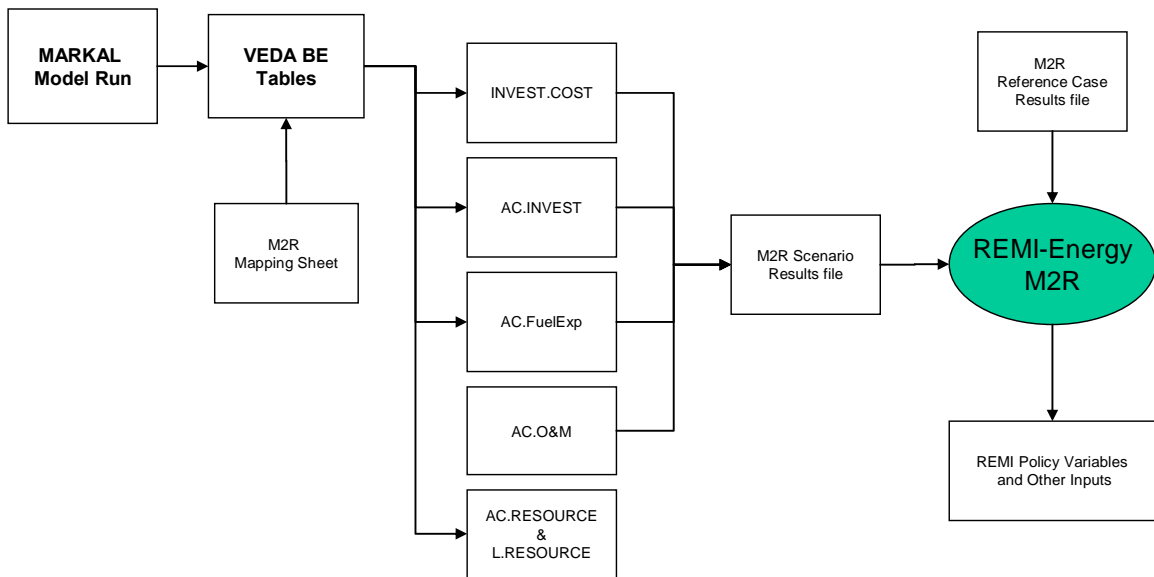 MARKAL
Model Run
VEDA BE
Tables
M2R
Mapping Sheet
INVEST.COST
AC.INVEST
AC.FuelExp
AC.O&M
AC.RESOURCE
&
L.RESOURCE
M2R Scenario
Results file
M2R
Reference Case
Results file
REMI-Energy
M2R
REMI Policy Variables
and Other Inputs